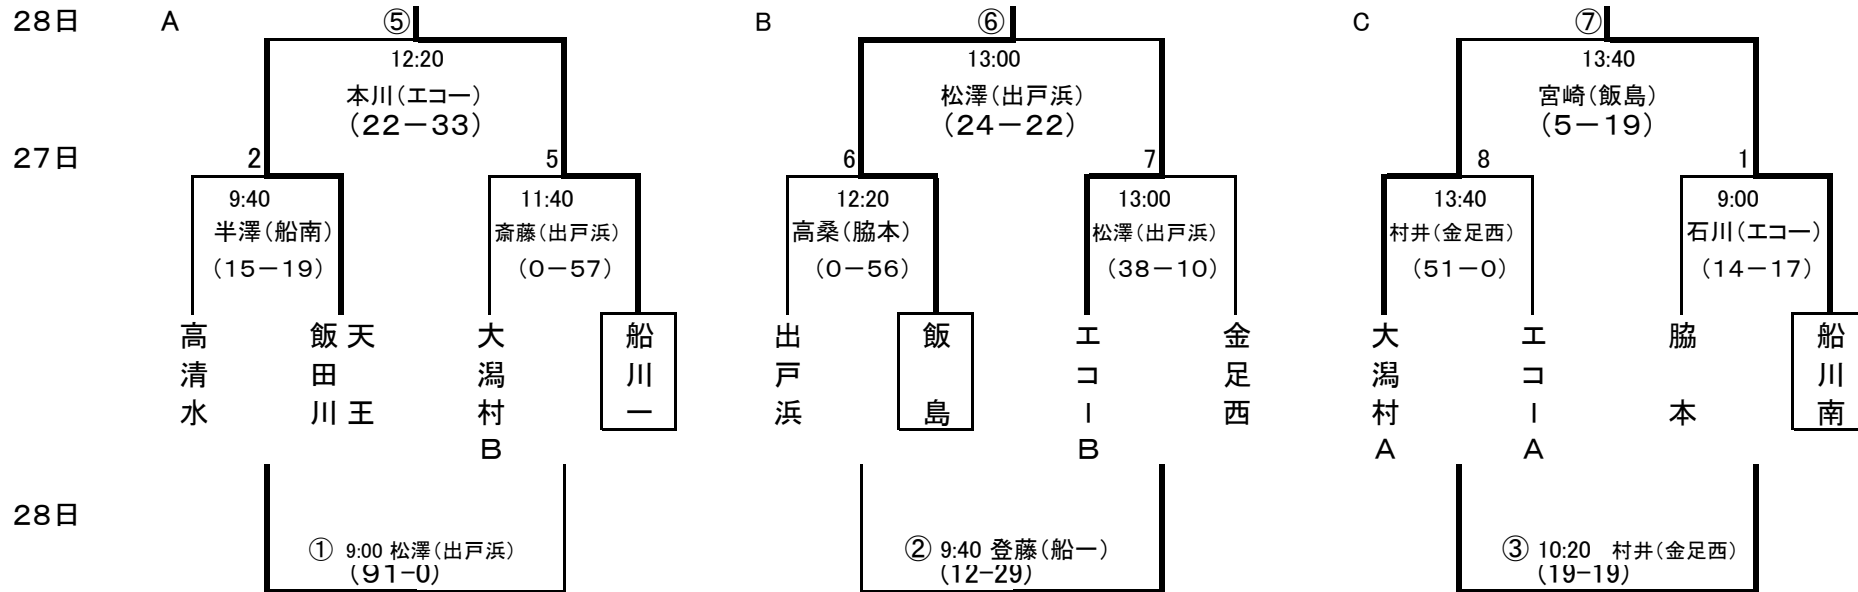 28日 A ⑤ B ⑥ C ⑦
12:20 13:00 13:40
本川(エコー) 松澤(出戸浜) 宮崎(飯島)
(22－33) (24－22) (5－19)
27日 2 5 6 7 8 1
9:40 11:40 12:20 13:00 13:40 9:00
半澤(船南) 斎藤(出戸浜) 高桑(脇本) 松澤(出戸浜) 村井(金足西) 石川(エコー)
(15－19) (0－57) (0－56) (38－10) (51－0) (14－17)
高清水
飯田川
天王
大潟村B
船川一
出戸浜
飯島
エコーB
金足西
大潟村A
エコーA
脇本
船川南
28日
① 9:00 松澤(出戸浜) ② 9:40 登藤(船一) ③ 10:20 村井(金足西)
(91-0) (12-29) (19-19)